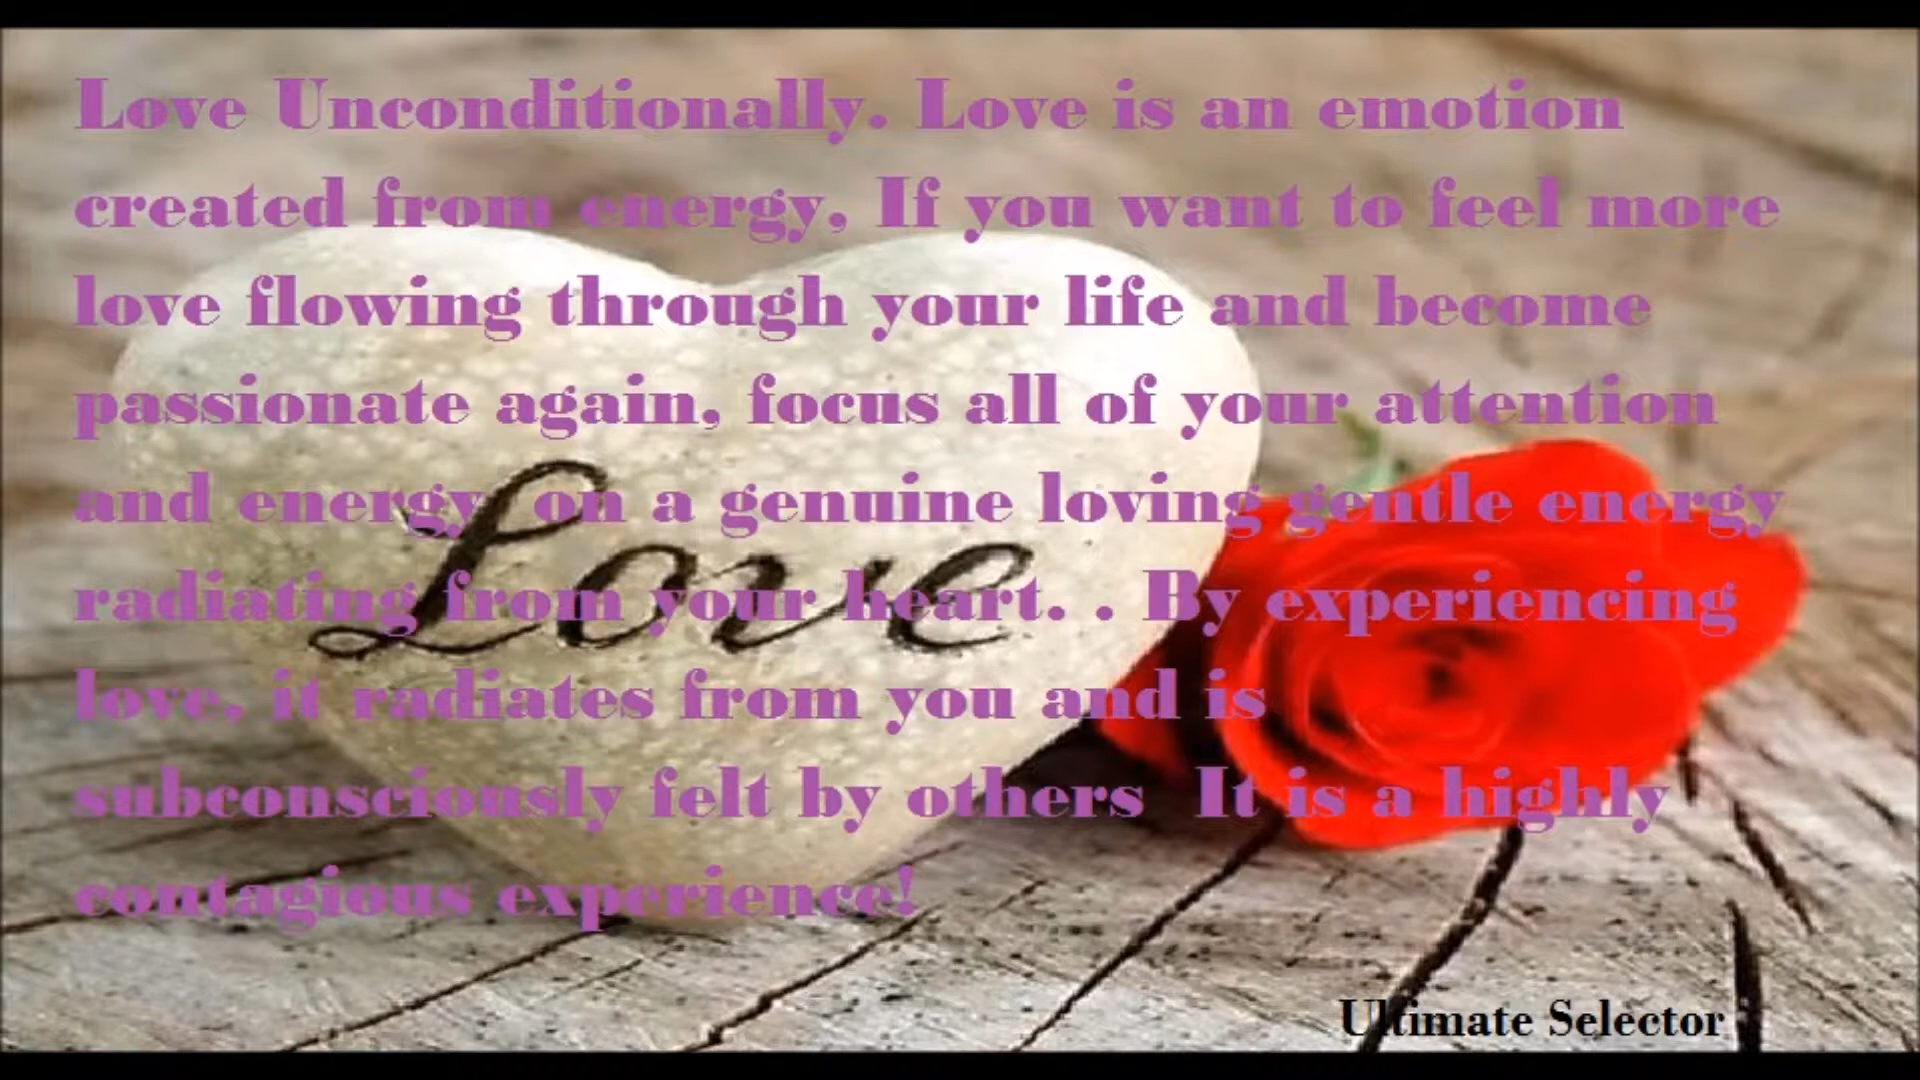 Love Unconditionally. Love is an emotion
created from energy, If you want to feel more
love flowing through your life and become
passionate again, focus all of your attention
and energy on a genuine loving gentle energy
radiating from your heart. . By experiencing
love, it radiates from you and is
subconsciously felt by others It is a highly
contagious experience!
Love
Ultimate Selector